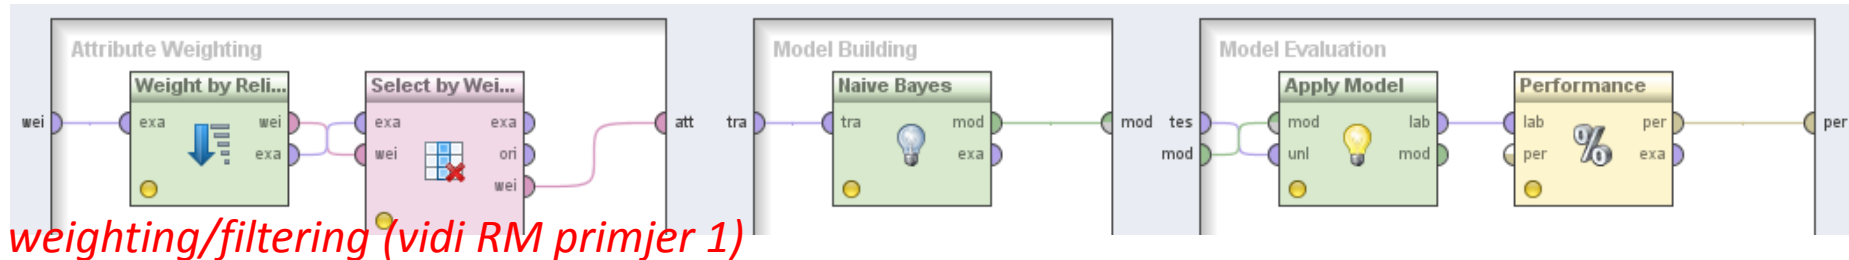 Attribute Weighting
Model Building
Model Evaluation
Weight by Reli...
Select by Wei...
Naive Bayes
Apply Model
Performance
wei exa wei exa exa att tra tra mod mod tes mod lab lab per per
exa wei ori exa mod unl mod per exa
wei
weighting/filtering (vidi RM primjer 1)